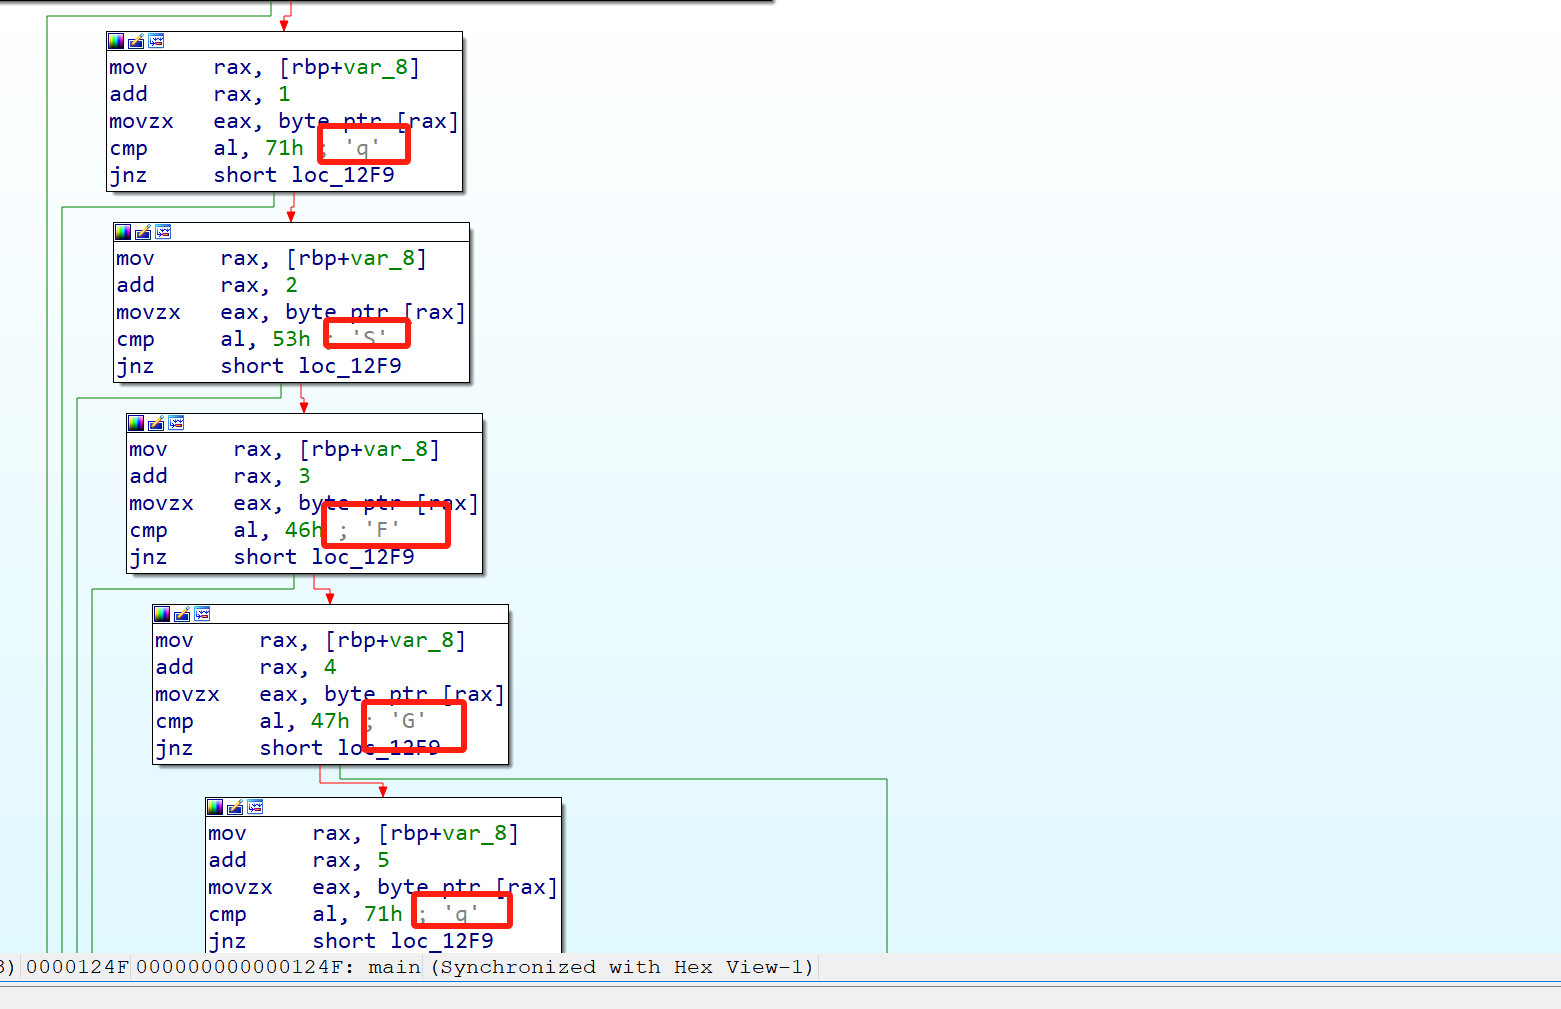 mov rax, [rbp+var_8]
add rax, 1
movzx eax, byte ptr [rax]
cmp al, 71h ; 'q'
jnz short loc_12F9
mov rax, [rbp+var_8]
add rax, 2
movzx eax, byte ptr [rax]
cmp al, 53h ; 'S'
jnz short loc_12F9
mov rax, [rbp+var_8]
add rax, 3
movzx eax, byte ptr [rax]
cmp al, 46h ; 'F'
jnz short loc_12F9
mov rax, [rbp+var_8]
add rax, 4
movzx eax, byte ptr [rax]
cmp al, 47h ; 'G'
jnz short loc_12F9
mov rax, [rbp+var_8]
add rax, 5
movzx eax, byte ptr [rax]
cmp al, 71h ; 'q'
jnz short loc_12F9
3) 0000124F 000000000000124F: main (Synchronized with Hex View-1)